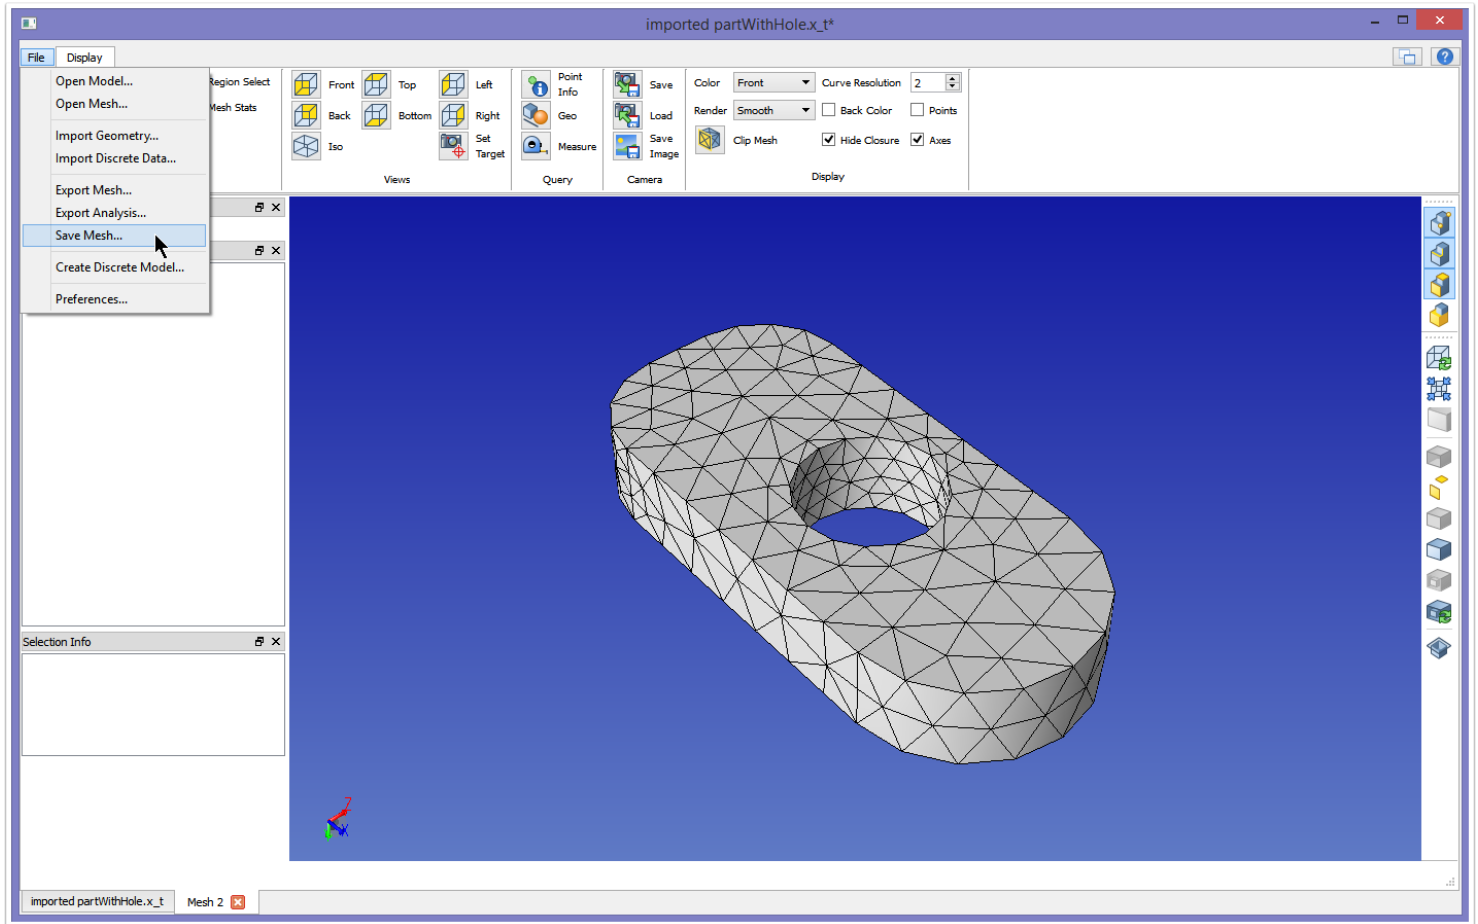 imported partWithHole.x_t*
File
Display
Open Model...
Open Mesh...
Import Geometry...
Import Discrete Data...
Export Mesh...
Export Analysis...
Save Mesh...
Create Discrete Model...
Preferences...
Region Select
Mesh Stats
Front
Top
Left
Back
Bottom
Right
Iso
Set
Target
Views
Point
Info
Geo
Measure
Query
Save
Load
Save
Image
Camera
Color
Front
Curve Resolution
2
Render
Smooth
Back Color
Points
Clip Mesh
Hide Closure
Axes
Display
Selection Info
Z
X
imported partWithHole.x_t
Mesh 2